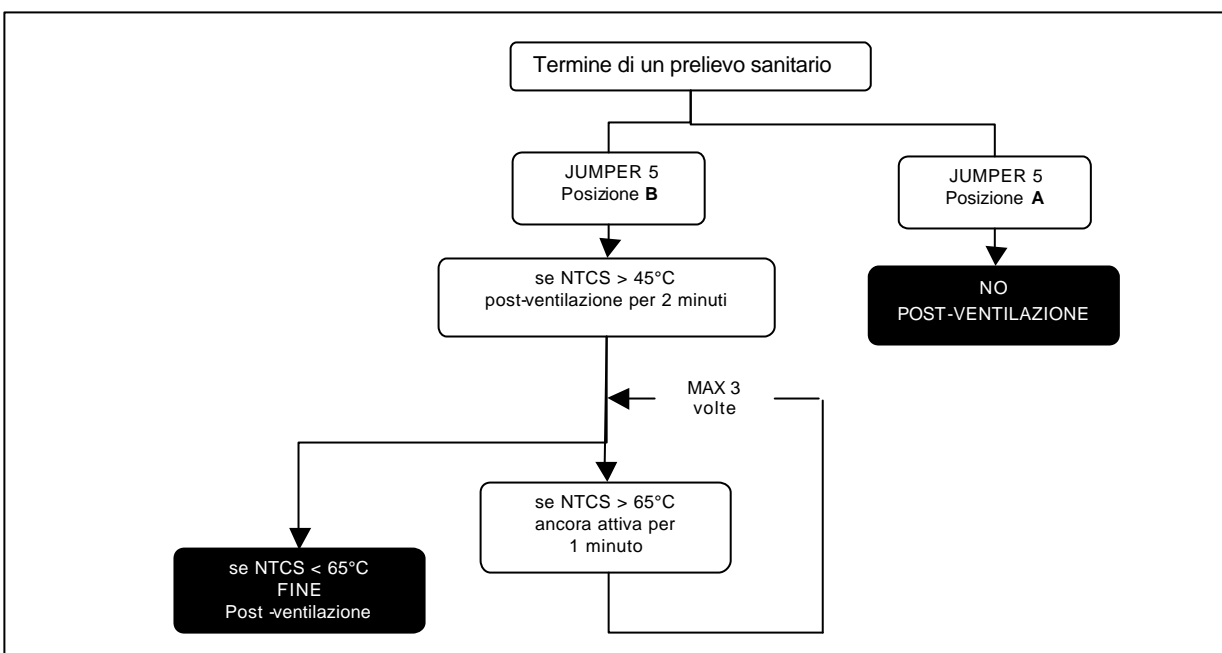 Termine di un prelievo sanitario
JUMPER 5
Posizione B
JUMPER 5
Posizione A
se NTCS > 45°C
post-ventilazione per 2 minuti
NO
POST-VENTILAZIONE
MAX 3
volte
se NTCS > 65°C
ancora attiva per
1 minuto
se NTCS < 65°C
FINE
Post -ventilazione